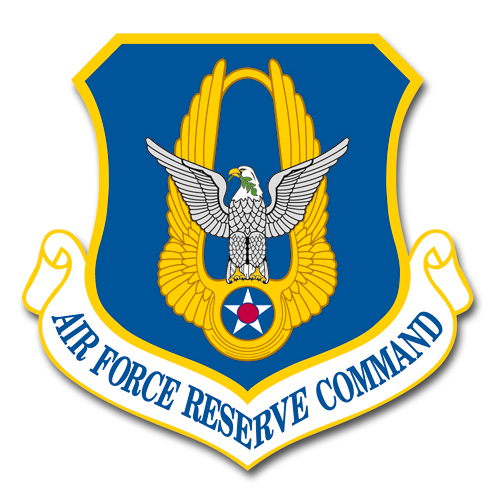 AIR FORCE RESERVE COMMAND